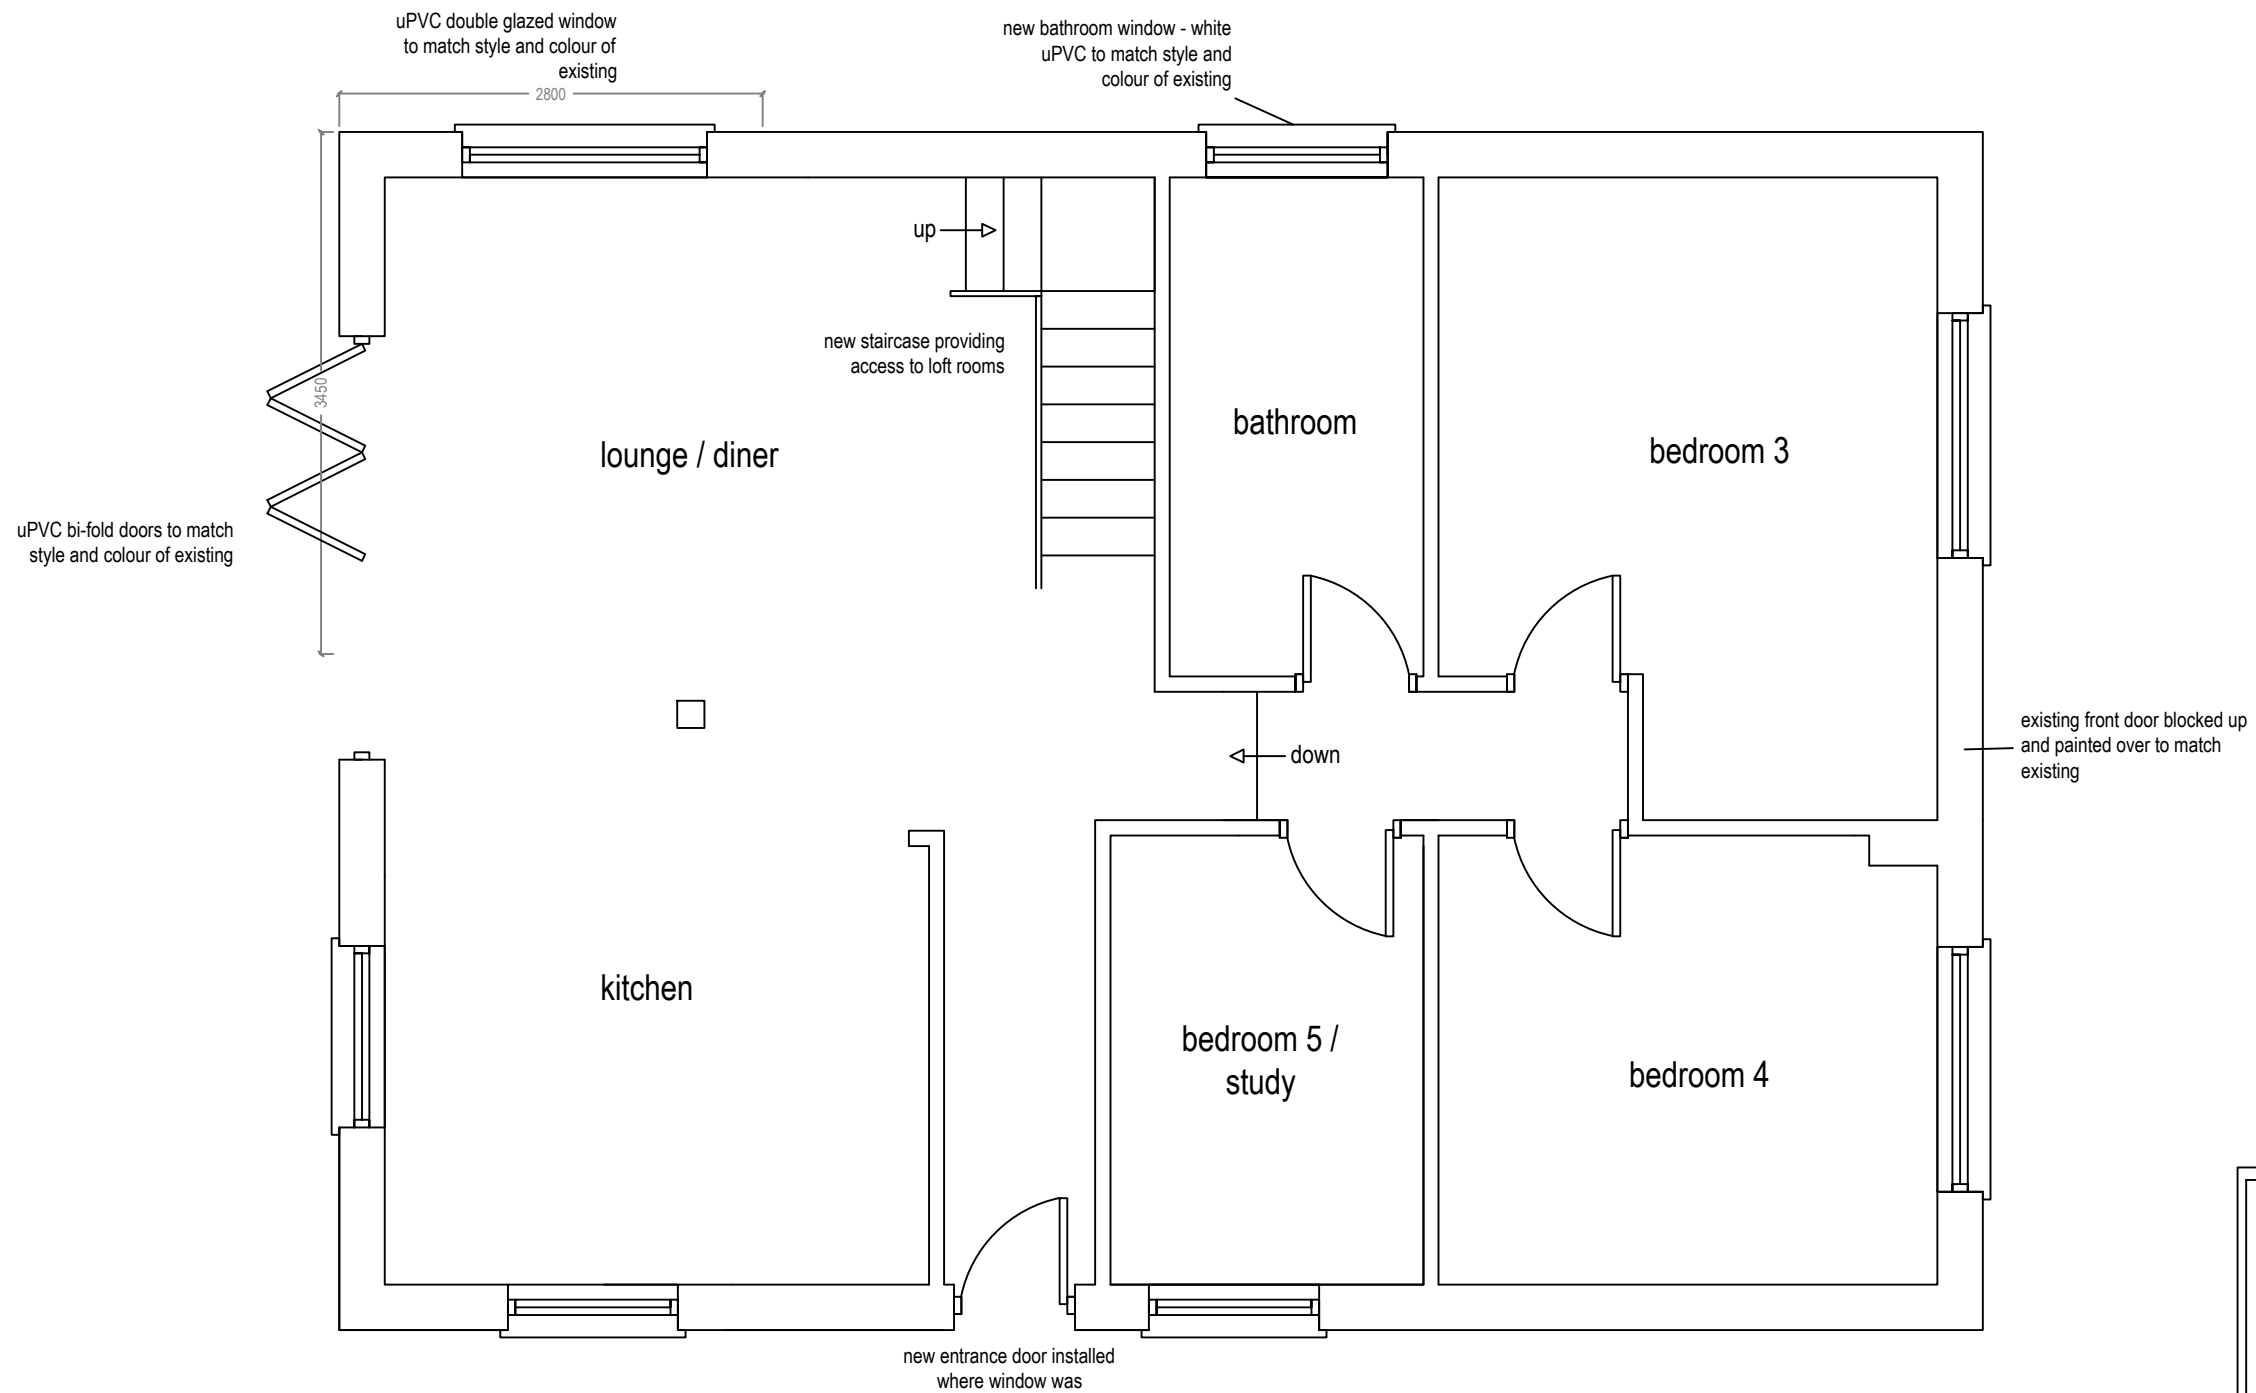 uPVC double glazed window
to match style and colour of
existing
new bathroom window - white
uPVC to match style and
colour of existing
2800
up
new staircase providing
access to loft rooms
3450
bathroom
lounge / diner
bedroom 3
uPVC bi-fold doors to match
style and colour of existing
existing front door blocked up
and painted over to match
existing
down
kitchen
bedroom 5 /
study
bedroom 4
new entrance door installed
where window was